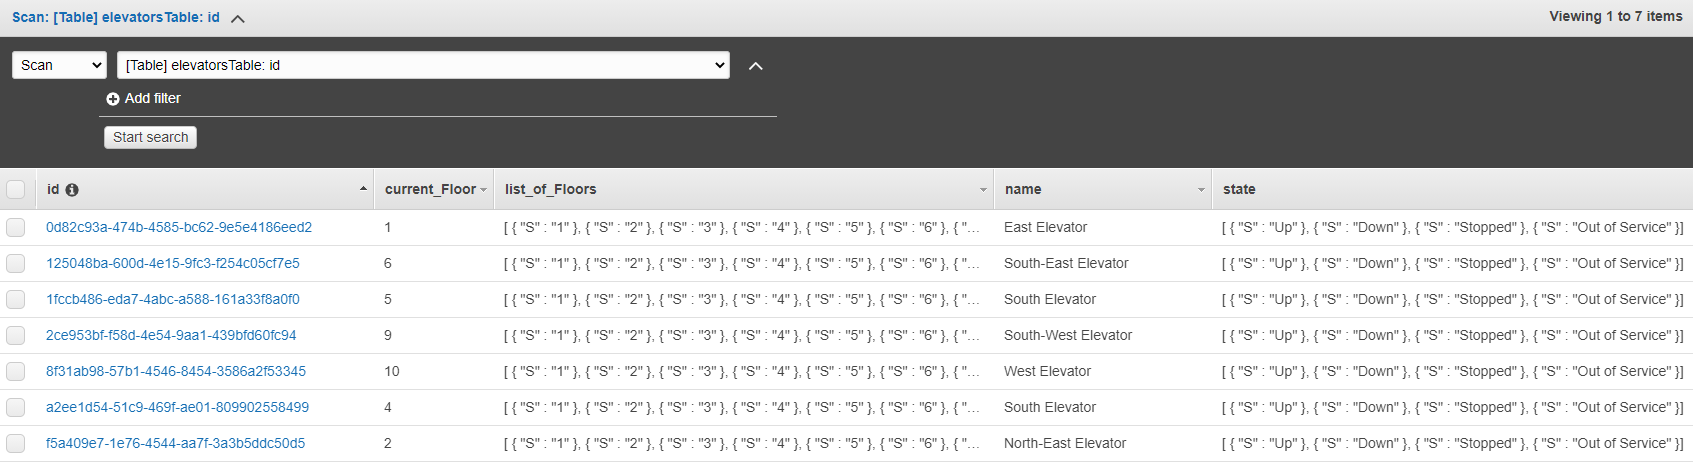 Scan: [Table] elevatorsTable: id Viewing 1 to 7 items
Scan [Table] elevatorsTable: id
Add filter
Start search
id current_Floor list_of_Floors name state
0d82c93a-474b-4585-bc62-9e5e4186eed2 1 [ { "S" : "1" }, { "S" : "2" }, { "S" : "3" }, { "S" : "4" }, { "S" : "5" }, { "S" : "6" }, { "... East Elevator [ { "S" : "Up" }, { "S" : "Down" }, { "S" : "Stopped" }, { "S" : "Out of Service" }]
125048ba-600d-4e15-9fc3-f254c05cf7e5 6 [ { "S" : "1" }, { "S" : "2" }, { "S" : "3" }, { "S" : "4" }, { "S" : "5" }, { "S" : "6" }, { "... South-East Elevator [ { "S" : "Up" }, { "S" : "Down" }, { "S" : "Stopped" }, { "S" : "Out of Service" }]
1fccb486-eda7-4abc-a588-161a33f8a0f0 5 [ { "S" : "1" }, { "S" : "2" }, { "S" : "3" }, { "S" : "4" }, { "S" : "5" }, { "S" : "6" }, { "... South Elevator [ { "S" : "Up" }, { "S" : "Down" }, { "S" : "Stopped" }, { "S" : "Out of Service" }]
2ce953bf-f58d-4e54-9aa1-439bfd60fc94 9 [ { "S" : "1" }, { "S" : "2" }, { "S" : "3" }, { "S" : "4" }, { "S" : "5" }, { "S" : "6" }, { "... South-West Elevator [ { "S" : "Up" }, { "S" : "Down" }, { "S" : "Stopped" }, { "S" : "Out of Service" }]
8f31ab98-57b1-4546-8454-3586a2f53345 10 [ { "S" : "1" }, { "S" : "2" }, { "S" : "3" }, { "S" : "4" }, { "S" : "5" }, { "S" : "6" }, { "... West Elevator [ { "S" : "Up" }, { "S" : "Down" }, { "S" : "Stopped" }, { "S" : "Out of Service" }]
a2ee1d54-51c9-469f-ae01-809902558499 4 [ { "S" : "1" }, { "S" : "2" }, { "S" : "3" }, { "S" : "4" }, { "S" : "5" }, { "S" : "6" }, { "... South Elevator [ { "S" : "Up" }, { "S" : "Down" }, { "S" : "Stopped" }, { "S" : "Out of Service" }]
f5a409e7-1e76-4544-aa7f-3a3b5ddc50d5 2 [ { "S" : "1" }, { "S" : "2" }, { "S" : "3" }, { "S" : "4" }, { "S" : "5" }, { "S" : "6" }, { "... North-East Elevator [ { "S" : "Up" }, { "S" : "Down" }, { "S" : "Stopped" }, { "S" : "Out of Service" }]